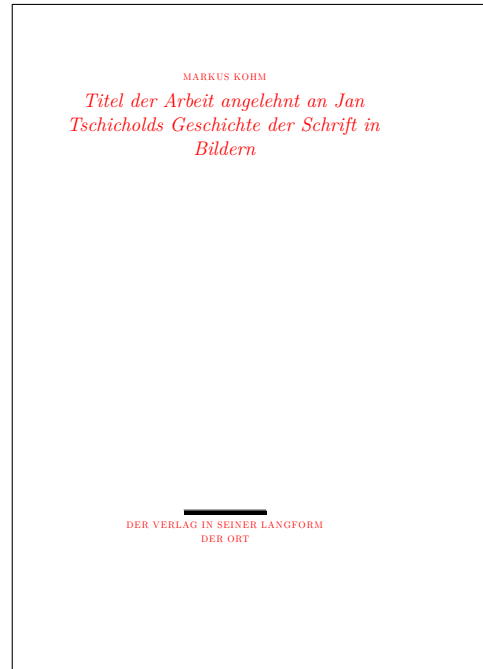 MARKUS KOHM
Titel der Arbeit angelehnt an Jan
Tschicholds Geschichte der Schrift in
Bildern
DER VERLAG IN SEINER LANGFORM
DER ORT